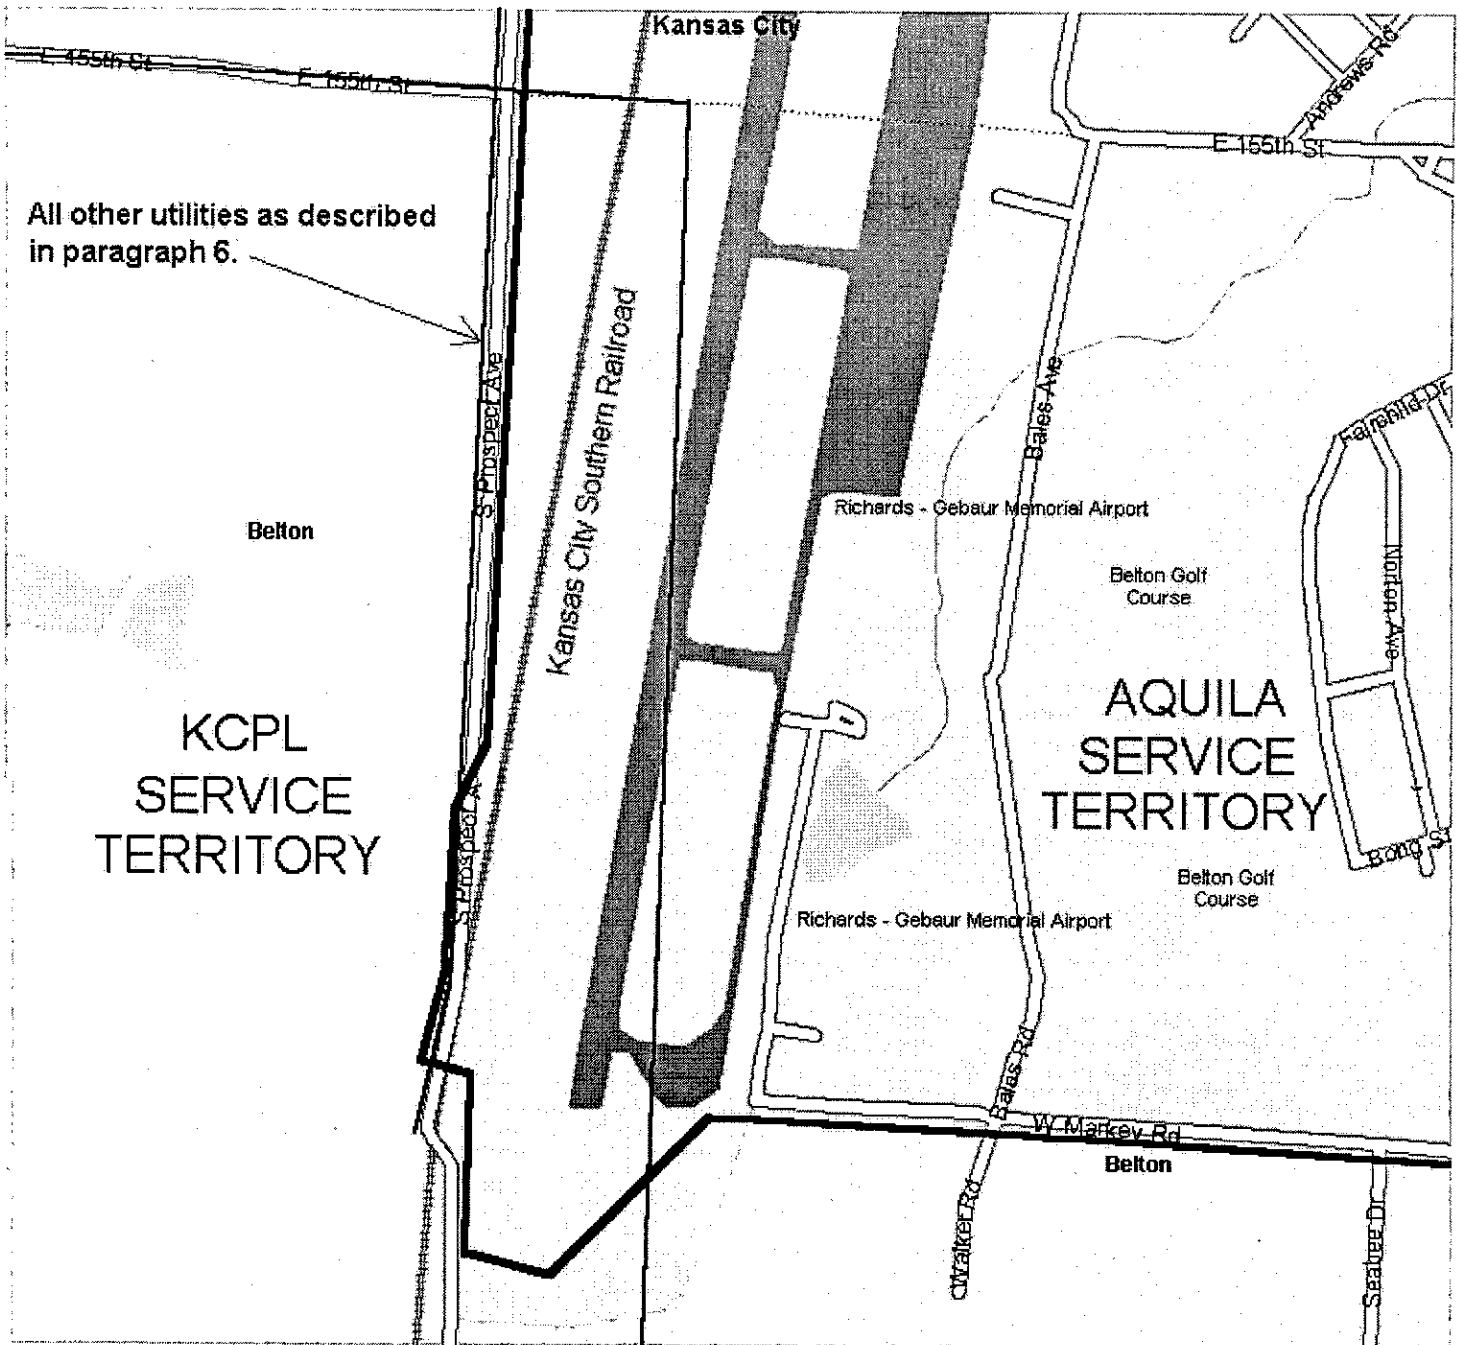 Kansas City
E 155th St
E 155th St
Andrews Rd
E 155th St
All other utilities as described
in paragraph 6.
Kansas City Southern Railroad
S Prospect Ave
Bales Ave
Fairchild Dr
Richards - Gebaur Memorial Airport
Belton
Belton Golf
Course
Norton Ave
KCPL
SERVICE
TERRITORY
AQUILA
SERVICE
TERRITORY
S Prospect A
Bong St
Belton Golf
Course
Richards - Gebaur Memorial Airport
Balas Rd
W Markey Rd
Belton
Walker Rd
Seabee Dr